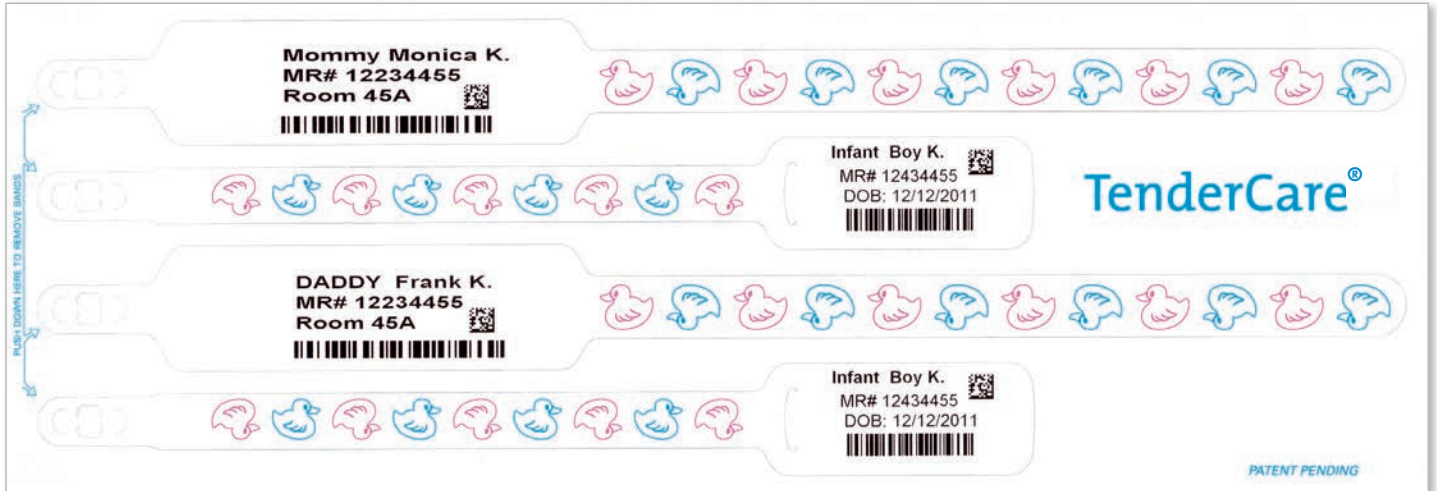 Mommy Monica K.
MR# 12234455
Room 45A
Infant Boy K.
MR# 12434455
DOB: 12/12/2011
TenderCare®
PUSH DOWN HERE TO REMOVE BANDS
DADDY Frank K.
MR# 12234455
Room 45A
Infant Boy K.
MR# 12434455
DOB: 12/12/2011
PATENT PENDING